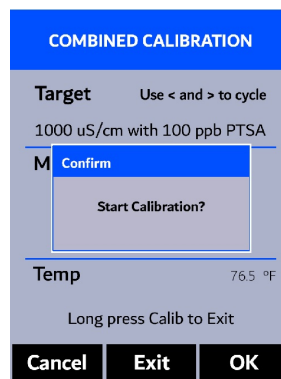 COMBINED CALIBRATION
Target Use < and > to cycle
1000 uS/cm with 100 ppb PTSA
M
Confirm
Start Calibration?
Temp 76.5 °F
Long press Calib to Exit
Cancel Exit OK